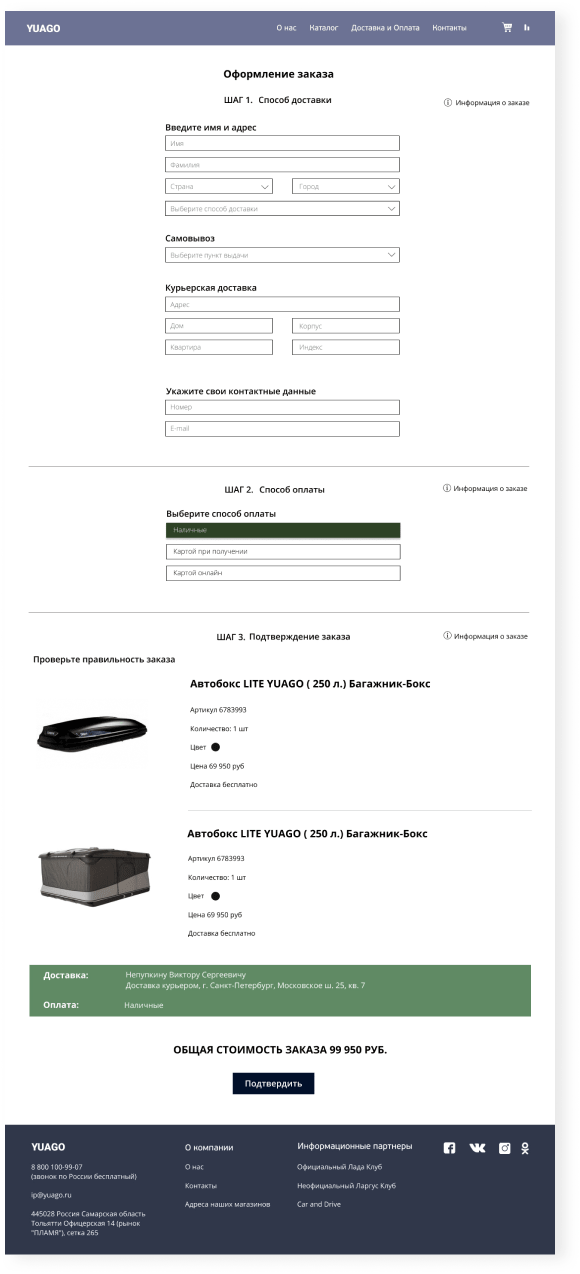 YUAGO
О нас Каталог Доставка и Оплата Контакты
Оформление заказа
ШАГ 1. Способ доставки
Информация о заказе
Введите имя и адрес
Имя
Фамилия
Страна Город
Выберите способ доставки
Самовывоз
Выберите пункт выдачи
Курьерская доставка
Адрес
Дом Корпус
Квартира Индекс
Укажите свои контактные данные
Номер
E-mail
ШАГ 2. Способ оплаты
Информация о заказе
Выберите способ оплаты
Наличные
Картой при получении
Картой онлайн
ШАГ 3. Подтверждение заказа
Информация о заказе
Проверьте правильность заказа
Автобокс LITE YUAGO ( 250 л.) Багажник-Бокс
Артикул 6783993
Количество: 1 шт
Цвет
Цена 69 950 руб
Доставка бесплатно
Автобокс LITE YUAGO ( 250 л.) Багажник-Бокс
Артикул 6783993
Количество: 1 шт
Цвет
Цена 69 950 руб
Доставка бесплатно
Доставка: Непупкину Виктору Сергеевичу
Доставка курьером, г. Санкт-Петербург, Московское ш. 25, кв. 7
Оплата: Наличные
ОБЩАЯ СТОИМОСТЬ ЗАКАЗА 99 950 РУБ.
Подтвердить
YUAGO
8 800 100-99-07
(звонок по России бесплатный)
ip@yuago.ru
445028 Россия Самарская область
Тольятти Офицерская 14 (рынок
"ПЛАМЯ"), сетка 265
О компании
О нас
Контакты
Адреса наших магазинов
Информационные партнеры
Официальный Лада Клуб
Неофициальный Ларгус Клуб
Car and Drive